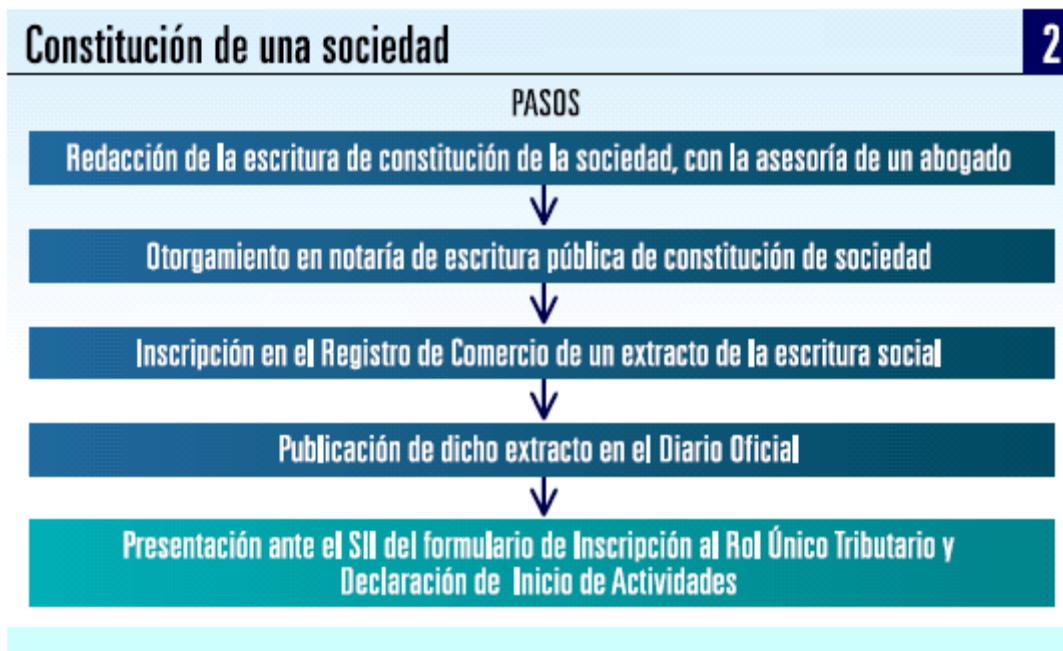 Constitución de una sociedad
2
PASOS
Redacción de la escritura de constitución de la sociedad, con la asesoría de un abogado
Otorgamiento en notaría de escritura pública de constitución de sociedad
Inscripción en el Registro de Comercio de un extracto de la escritura social
Publicación de dicho extracto en el Diario Oficial
Presentación ante el SII del formulario de Inscripción al Rol Único Tributario y
Declaración de Inicio de Actividades